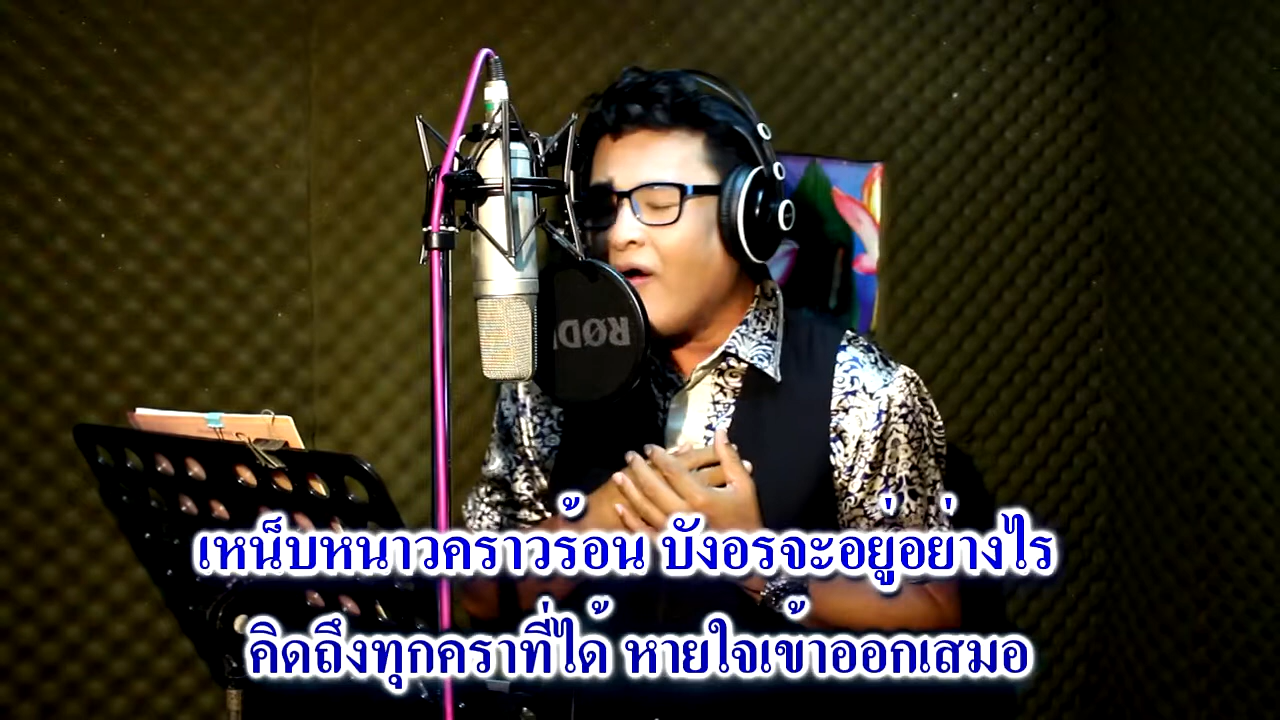 RØD
เหน็บหนาวคราวร้อน บังอรจะอยู่อย่างไร
คิดถึงทุกคราที่ได้ หายใจเข้าออกเสมอ